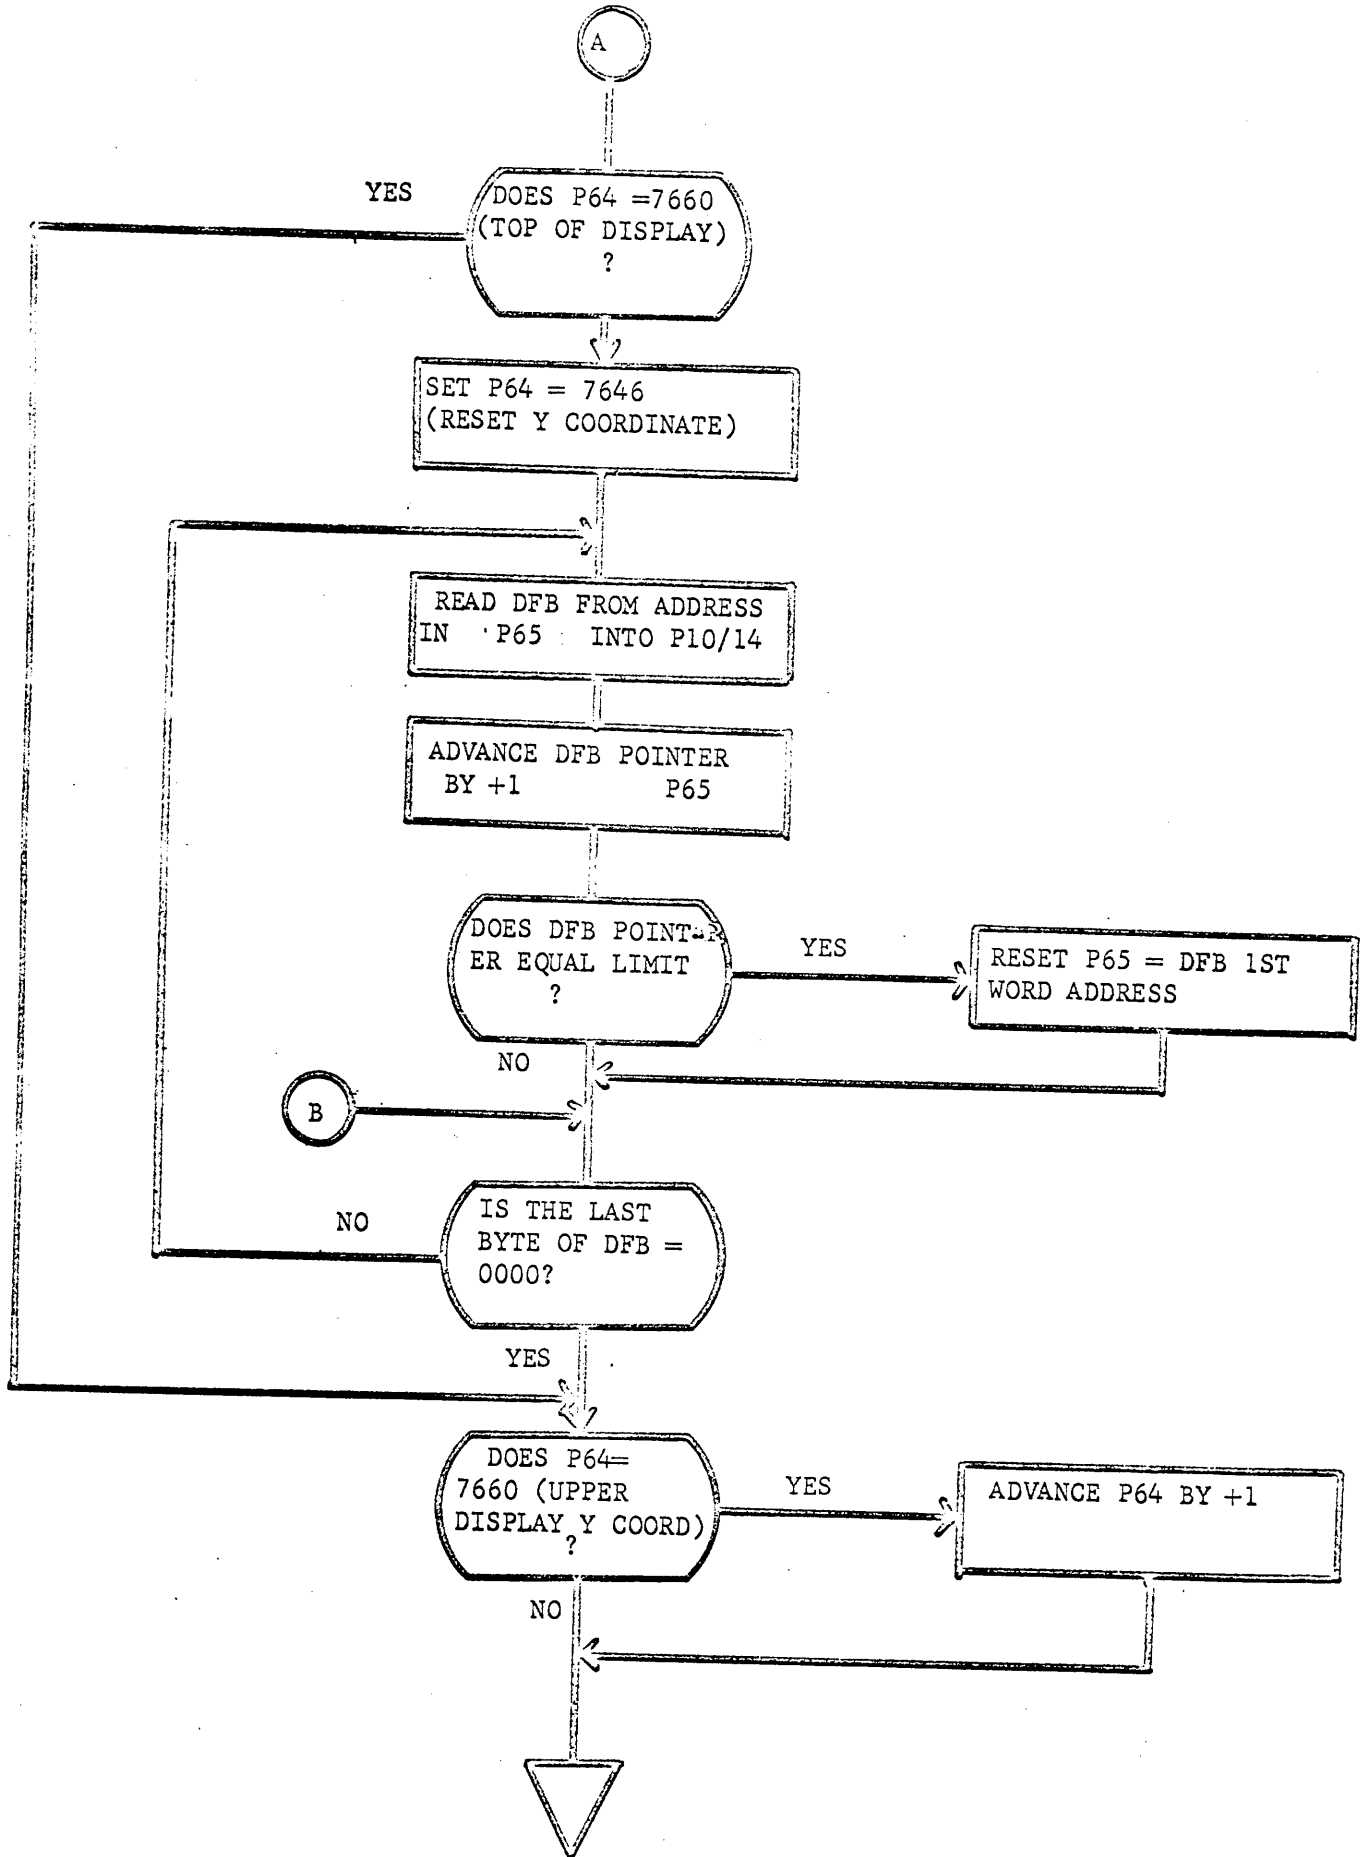 A
YES
DOES P64 =7660
(TOP OF DISPLAY)
?
SET P64 = 7646
(RESET Y COORDINATE)
READ DFB FROM ADDRESS
IN P65 INTO P10/14
ADVANCE DFB POINTER
BY +1 P65
DOES DFB POINT-
ER EQUAL LIMIT
?
YES
RESET P65 = DFB 1ST
WORD ADDRESS
NO
B
IS THE LAST
BYTE OF DFB =
0000?
NO
YES
DOES P64=
7660 (UPPER
DISPLAY Y COORD)
?
YES
ADVANCE P64 BY +1
NO